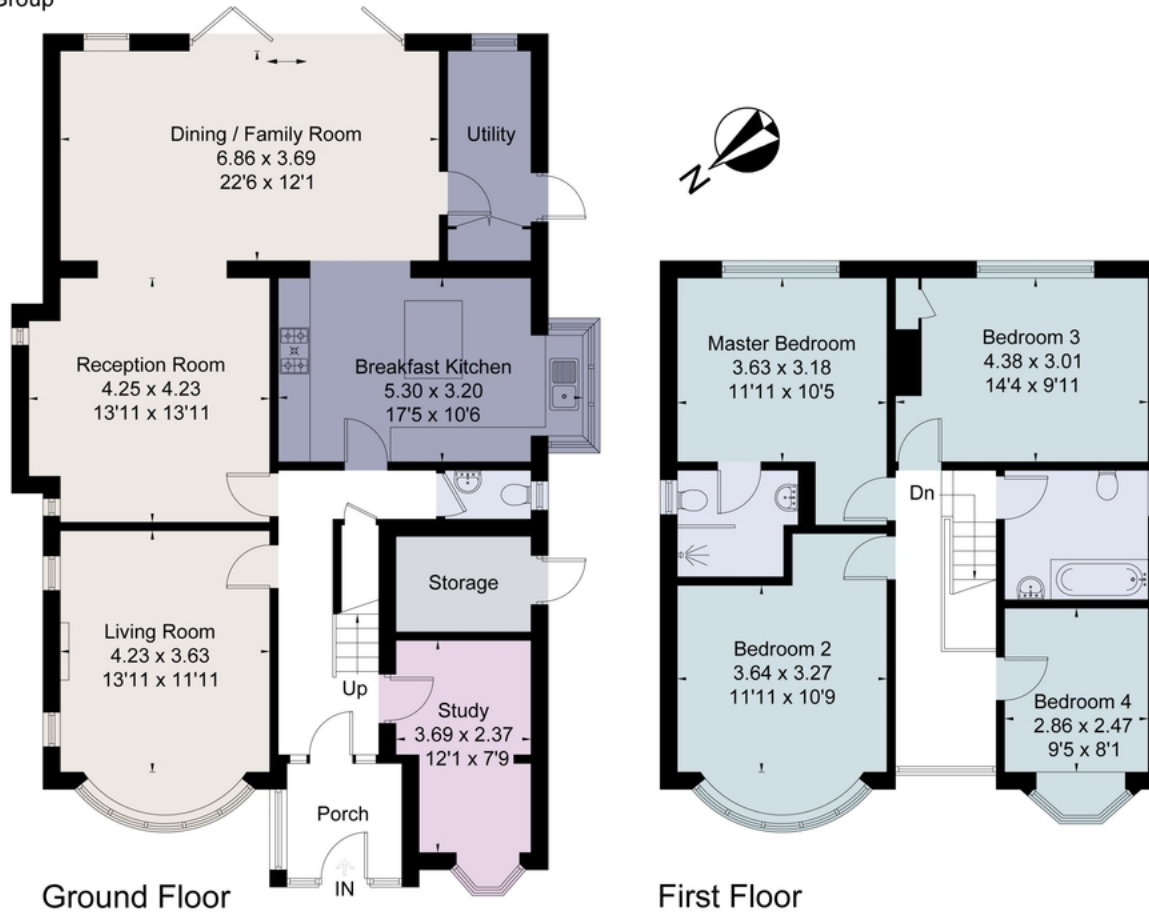 Group
Dining / Family Room
6.86 x 3.69
22'6 x 12'1
Utility
N
Reception Room
4.25 x 4.23
13'11 x 13'11
Breakfast Kitchen
5.30 x 3.20
17'5 x 10'6
Living Room
4.23 x 3.63
13'11 x 11'11
Storage
Up
Study
3.69 x 2.37
12'1 x 7'9
Porch
IN
Ground Floor
Master Bedroom
3.63 x 3.18
11'11 x 10'5
Bedroom 3
4.38 x 3.01
14'4 x 9'11
Dn
Bedroom 2
3.64 x 3.27
11'11 x 10'9
Bedroom 4
2.86 x 2.47
9'5 x 8'1
First Floor